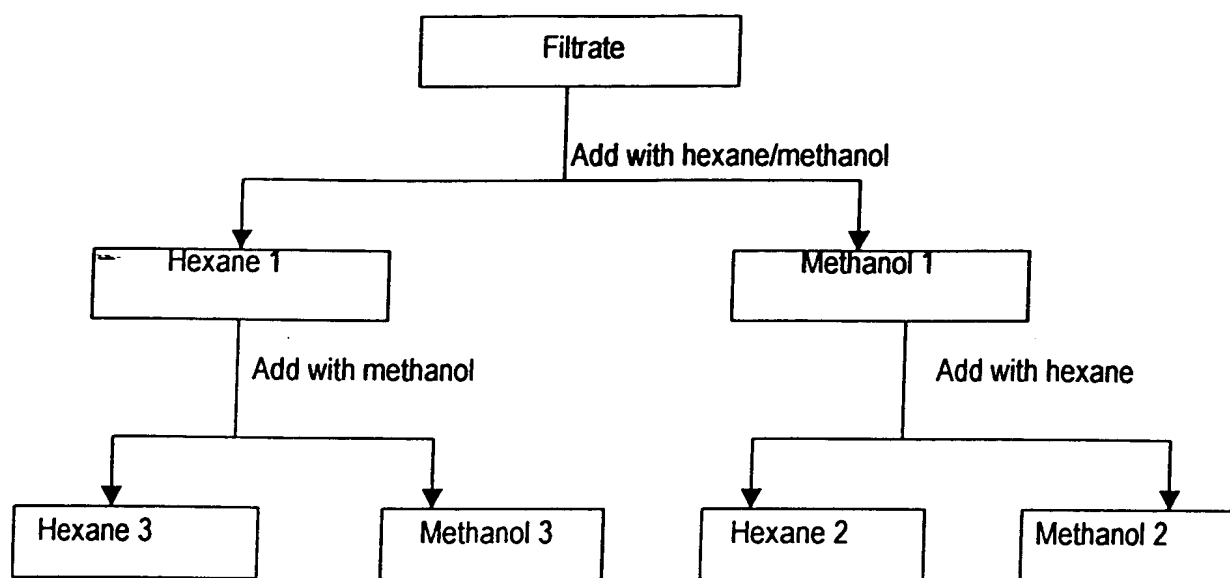 Filtrate
Add with hexane/methanol
Hexane 1
Methanol 1
Add with methanol
Add with hexane
Hexane 3
Methanol 3
Hexane 2
Methanol 2